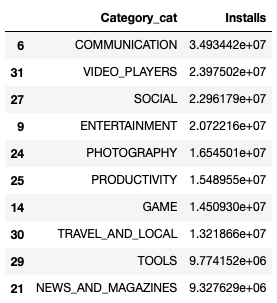 Category_cat Installs
6 COMMUNICATION 3.493442e+07
31 VIDEO_PLAYERS 2.397502e+07
27 SOCIAL 2.296179e+07
9 ENTERTAINMENT 2.072216e+07
24 PHOTOGRAPHY 1.654501e+07
25 PRODUCTIVITY 1.548955e+07
14 GAME 1.450930e+07
30 TRAVEL_AND_LOCAL 1.321866e+07
29 TOOLS 9.774152e+06
21 NEWS_AND_MAGAZINES 9.327629e+06